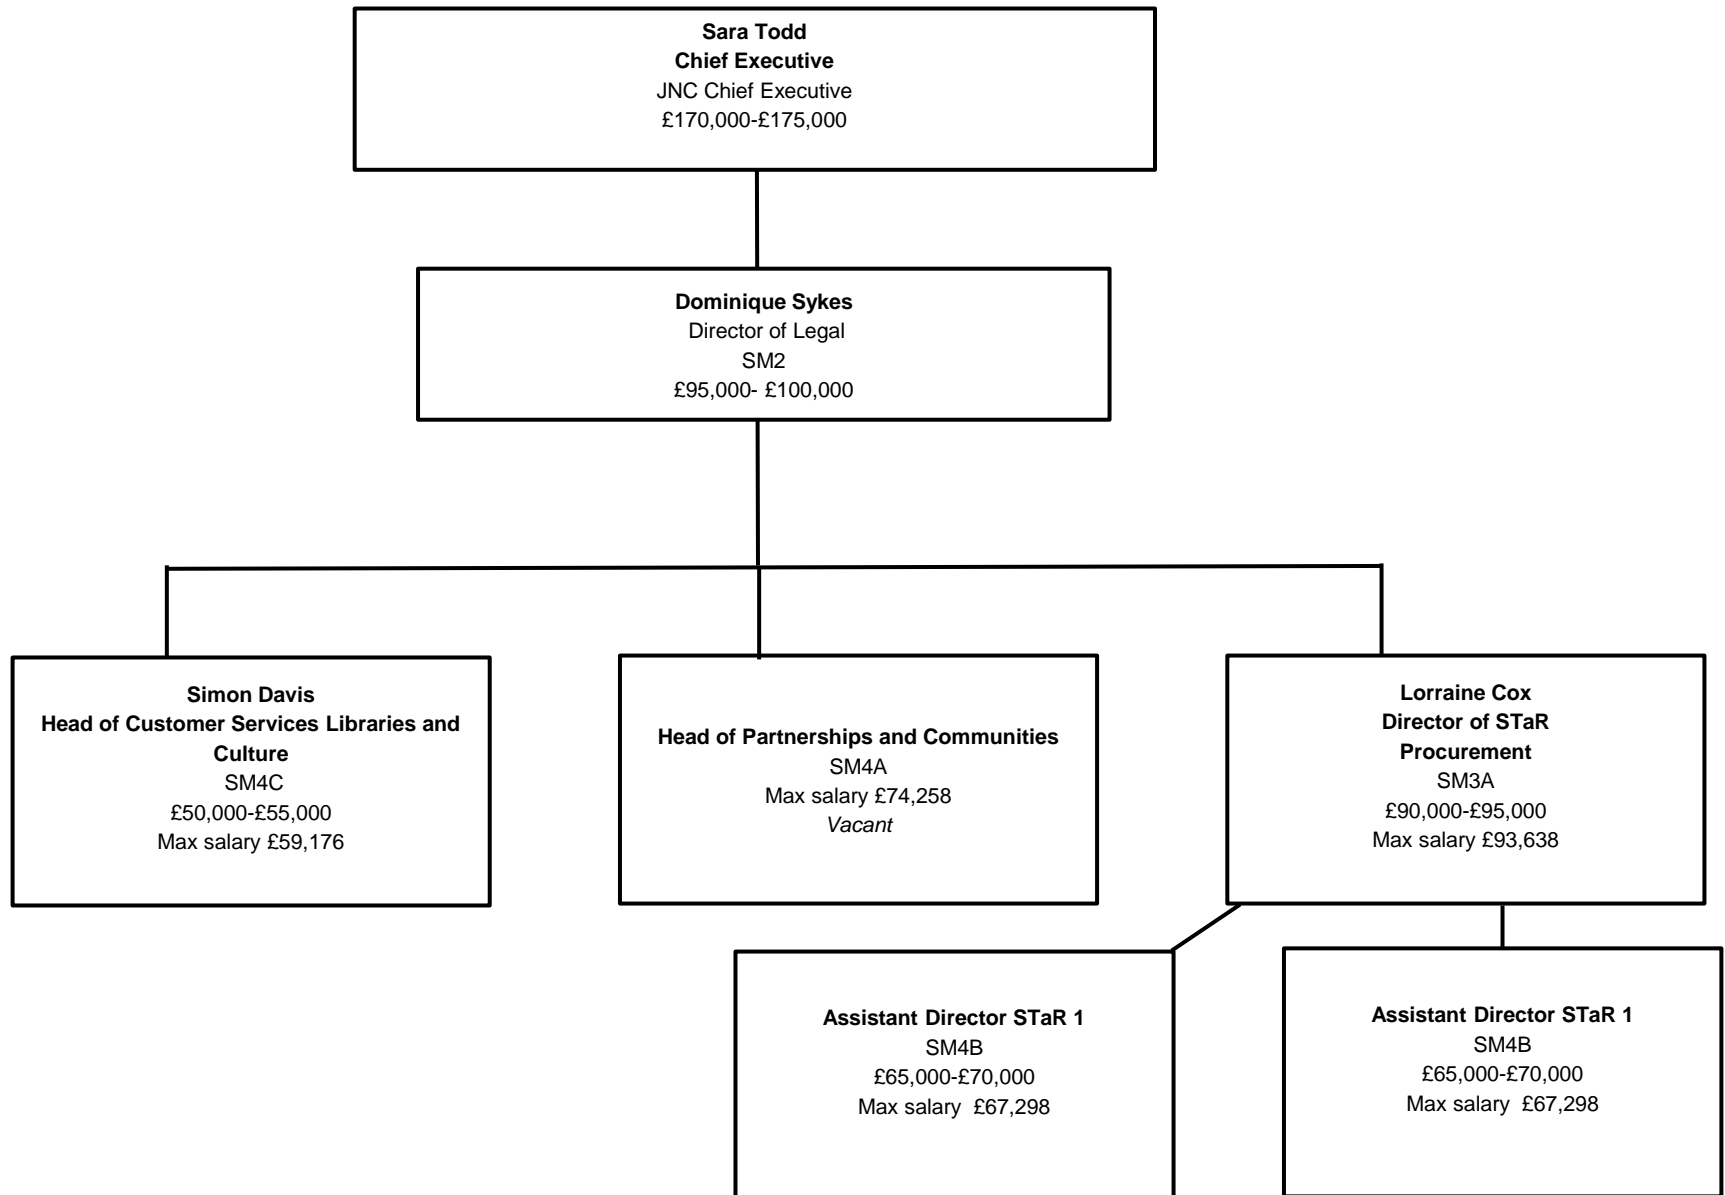 Sara Todd
Chief Executive
JNC Chief Executive
£170,000-£175,000
Dominique Sykes
Director of Legal
SM2
£95,000- £100,000
Simon Davis
Head of Customer Services Libraries and
Culture
SM4C
£50,000-£55,000
Max salary £59,176
Head of Partnerships and Communities
SM4A
Max salary £74,258
Vacant
Lorraine Cox
Director of STaR
Procurement
SM3A
£90,000-£95,000
Max salary £93,638
Assistant Director STaR 1
SM4B
£65,000-£70,000
Max salary  £67,298
Assistant Director STaR 1
SM4B
£65,000-£70,000
Max salary  £67,298